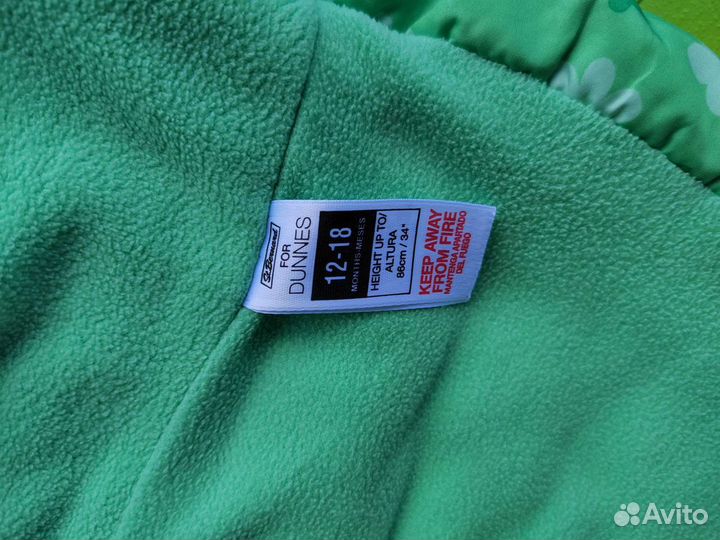 St. Bernard
FOR
DUNNES
12-18
MONTHS-MESES
HEIGHT UP TO/
ALTURA
86cm / 34"
KEEP AWAY
FROM FIRE
MANTENGA APARTADO
DEL FUEGO
Avito